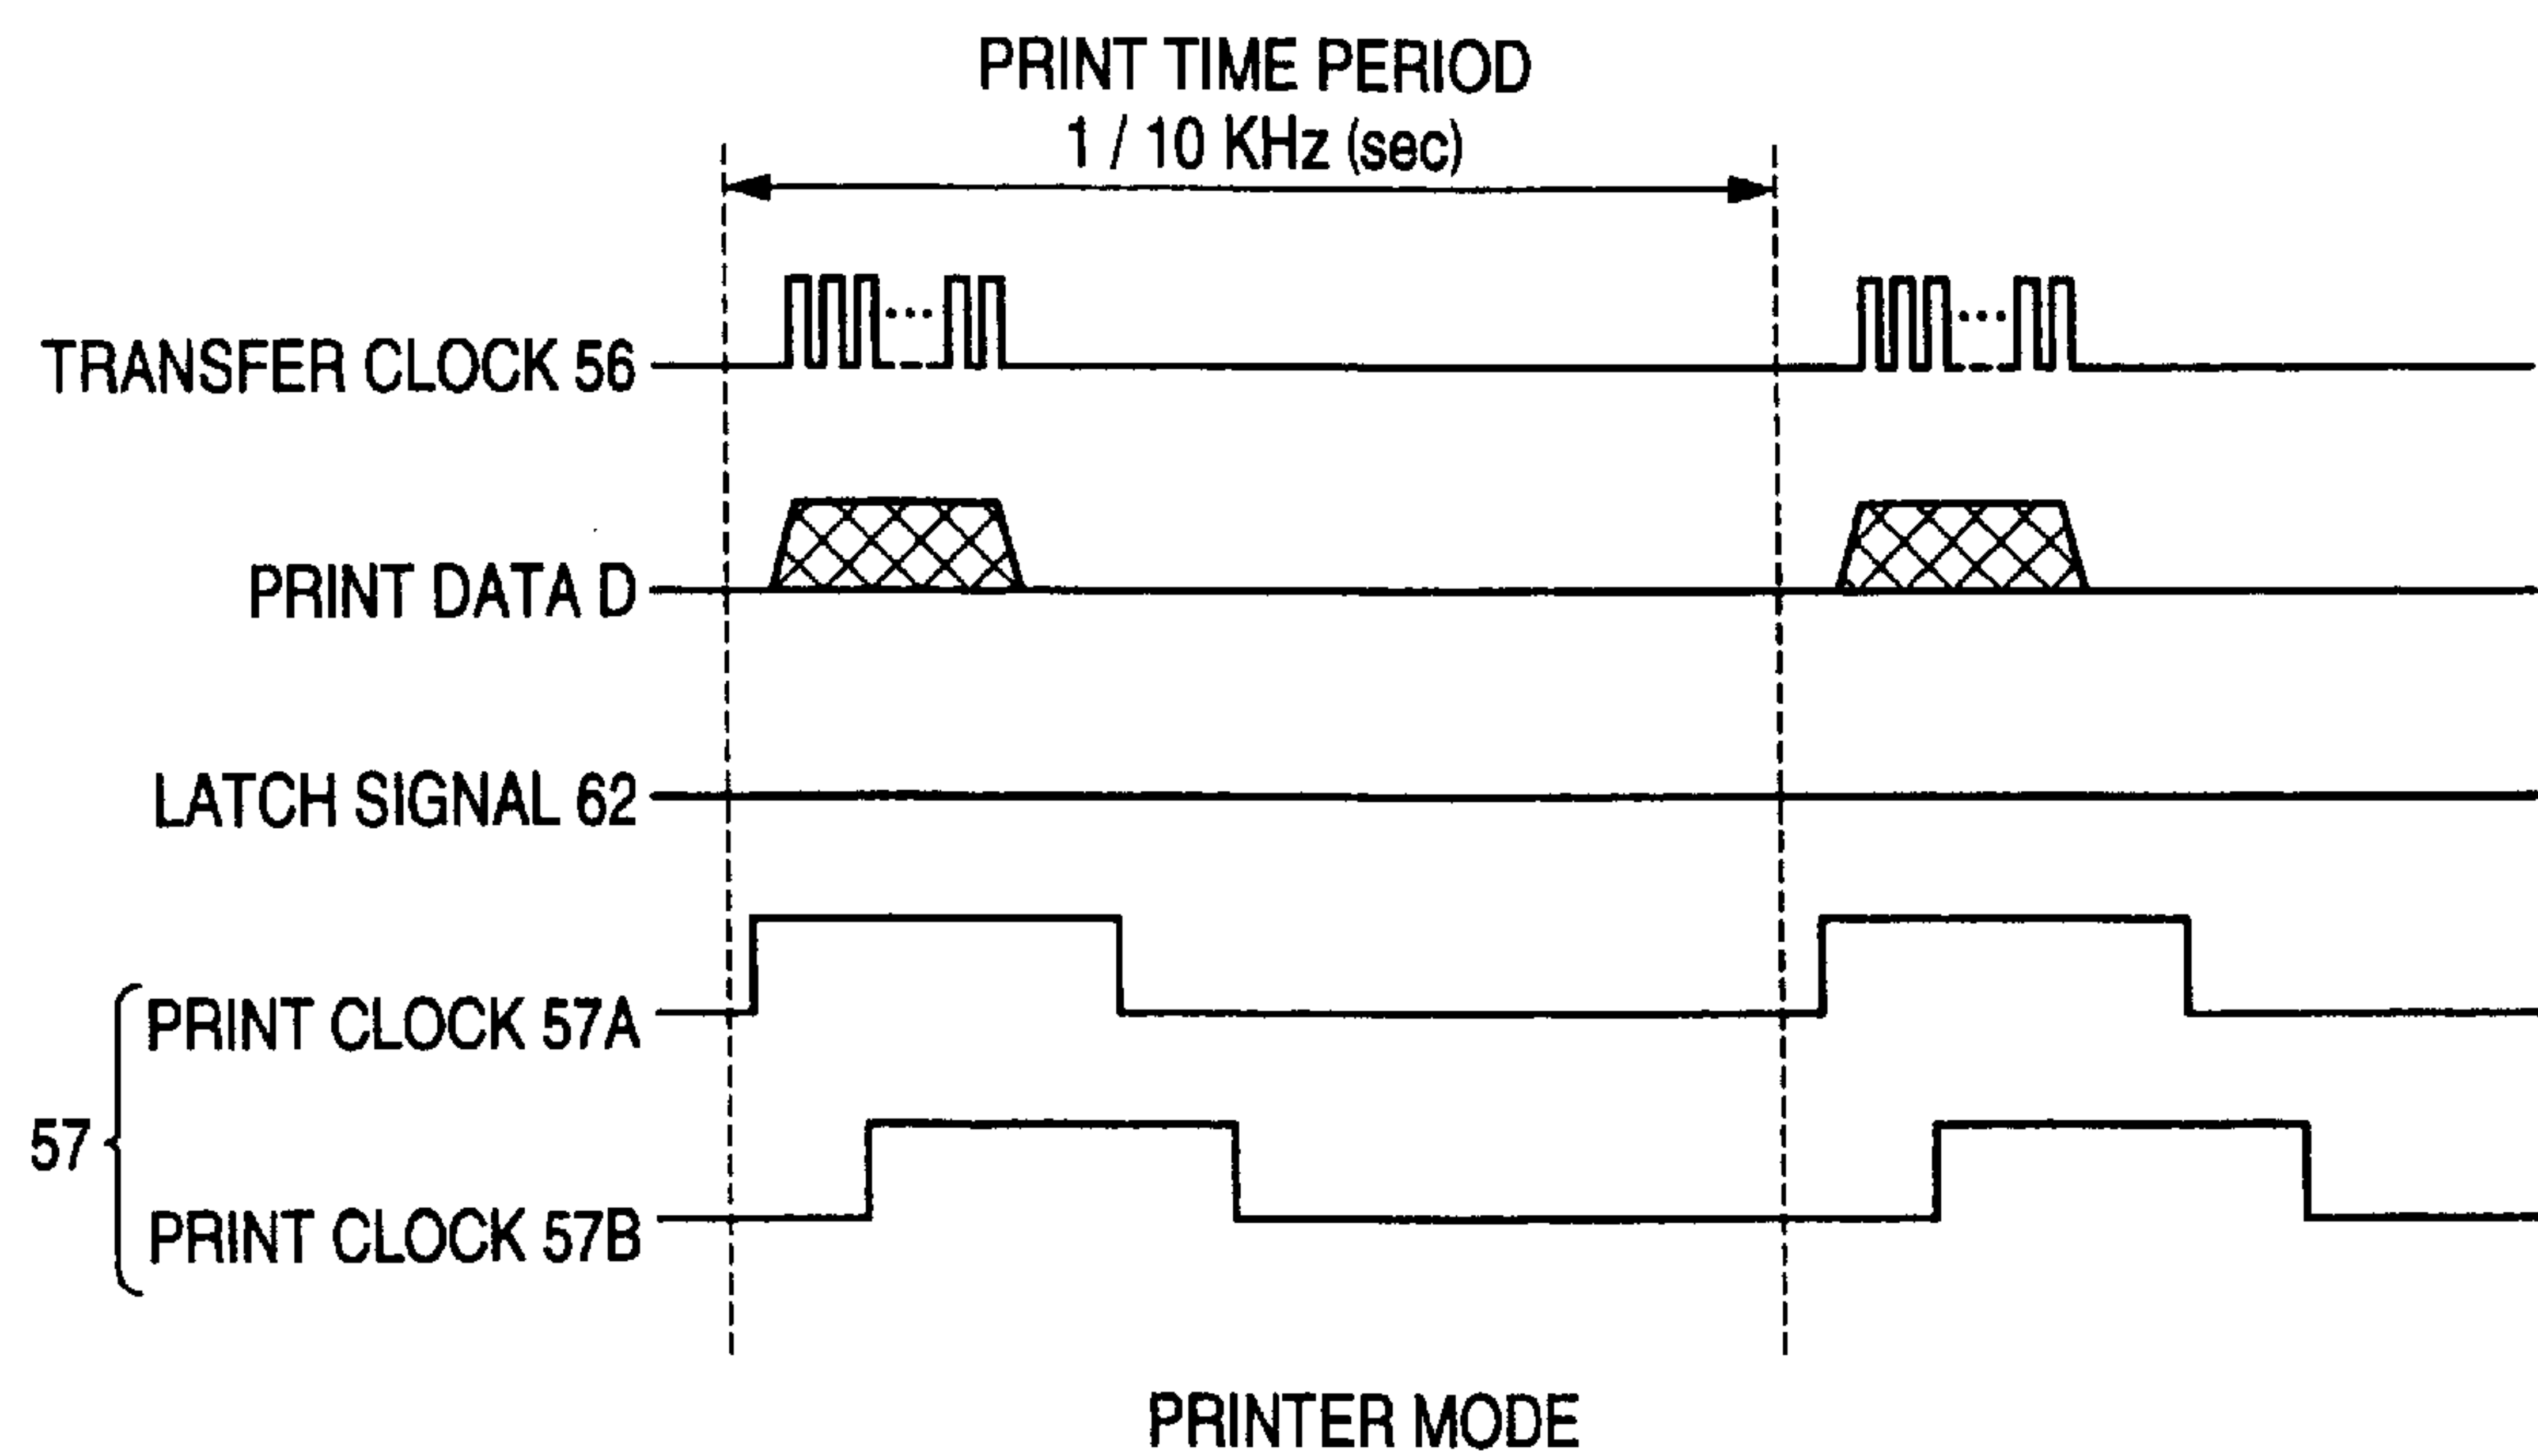 PRINT TIME PERIOD
1 / 10 KHz (sec)
TRANSFER CLOCK 56
PRINT DATA D
LATCH SIGNAL 62
PRINT CLOCK 57A
57
PRINT CLOCK 57B
PRINTER MODE